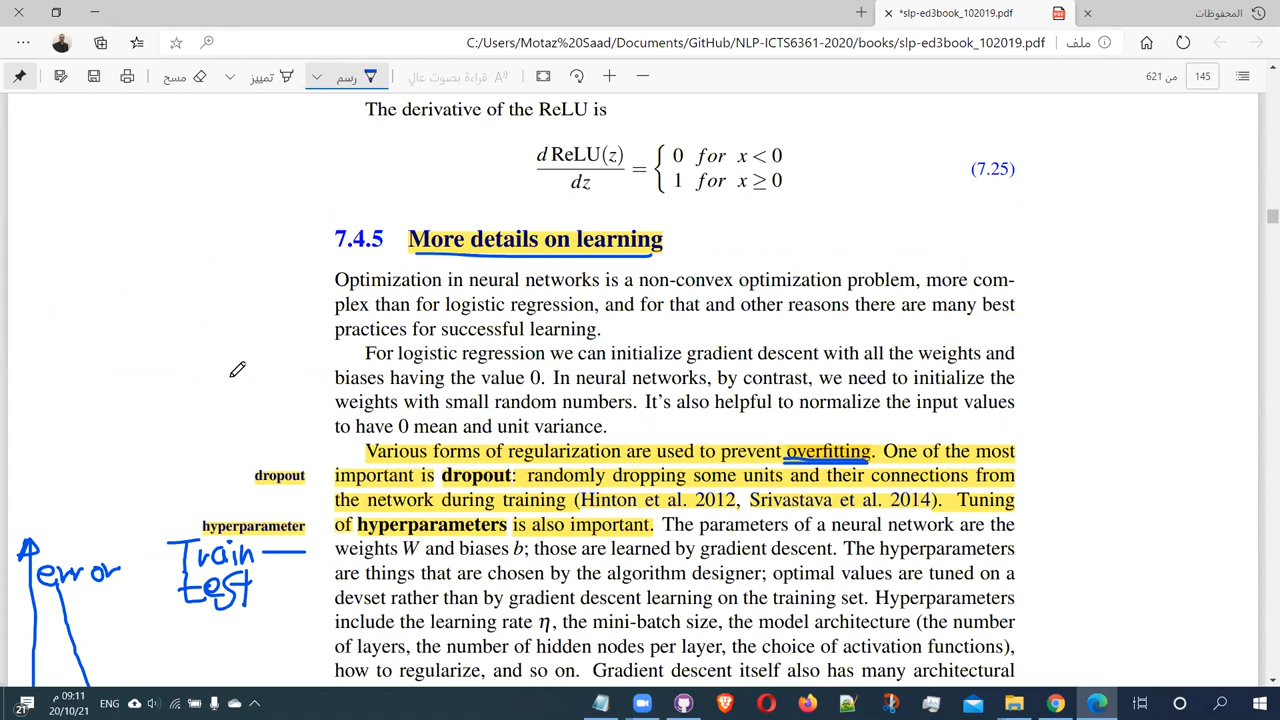 *slp-ed3book_102019.pdf
المحفوظات
C:/Users/Motaz%20Saad/Documents/GitHub/NLP-ICTS6361-2020/books/slp-ed3book_102019.pdf
ملف
مسح
تمييز
رسم
قراءة بصوت عالٍ
من 621
145
The derivative of the ReLU is
d ReLU(z)
dz
= { 0 for x < 0
1 for x ≥ 0
(7.25)
7.4.5 More details on learning
Optimization in neural networks is a non-convex optimization problem, more com-
plex than for logistic regression, and for that and other reasons there are many best
practices for successful learning.
For logistic regression we can initialize gradient descent with all the weights and
biases having the value 0. In neural networks, by contrast, we need to initialize the
weights with small random numbers. It's also helpful to normalize the input values
to have 0 mean and unit variance.
Various forms of regularization are used to prevent overfitting. One of the most
dropout
important is dropout: randomly dropping some units and their connections from
the network during training (Hinton et al. 2012, Srivastava et al. 2014). Tuning
hyperparameter
of hyperparameters is also important. The parameters of a neural network are the
weights W and biases b; those are learned by gradient descent. The hyperparameters
are things that are chosen by the algorithm designer; optimal values are tuned on a
devset rather than by gradient descent learning on the training set. Hyperparameters
include the learning rate η, the mini-batch size, the model architecture (the number
of layers, the number of hidden nodes per layer, the choice of activation functions),
how to regularize, and so on. Gradient descent itself also has many architectural
Train
error
test
21
09:11 م
20/10/21
ENG